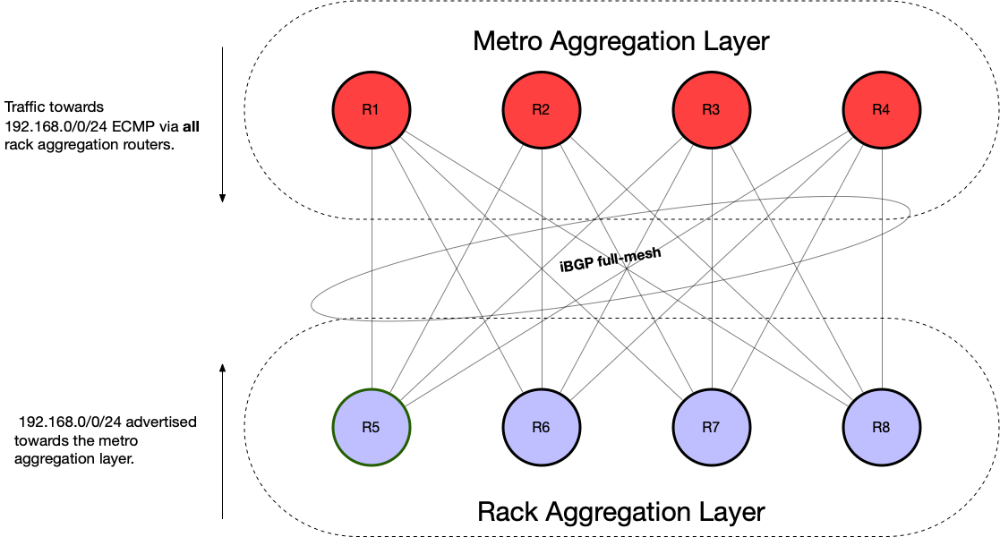 Metro Aggregation Layer
R1
R2
R3
R4
Traffic towards
192.168.0/0/24 ECMP via all
rack aggregation routers.
iBGP full-mesh
192.168.0/0/24 advertised
towards the metro
aggregation layer.
R5
R6
R7
R8
Rack Aggregation Layer